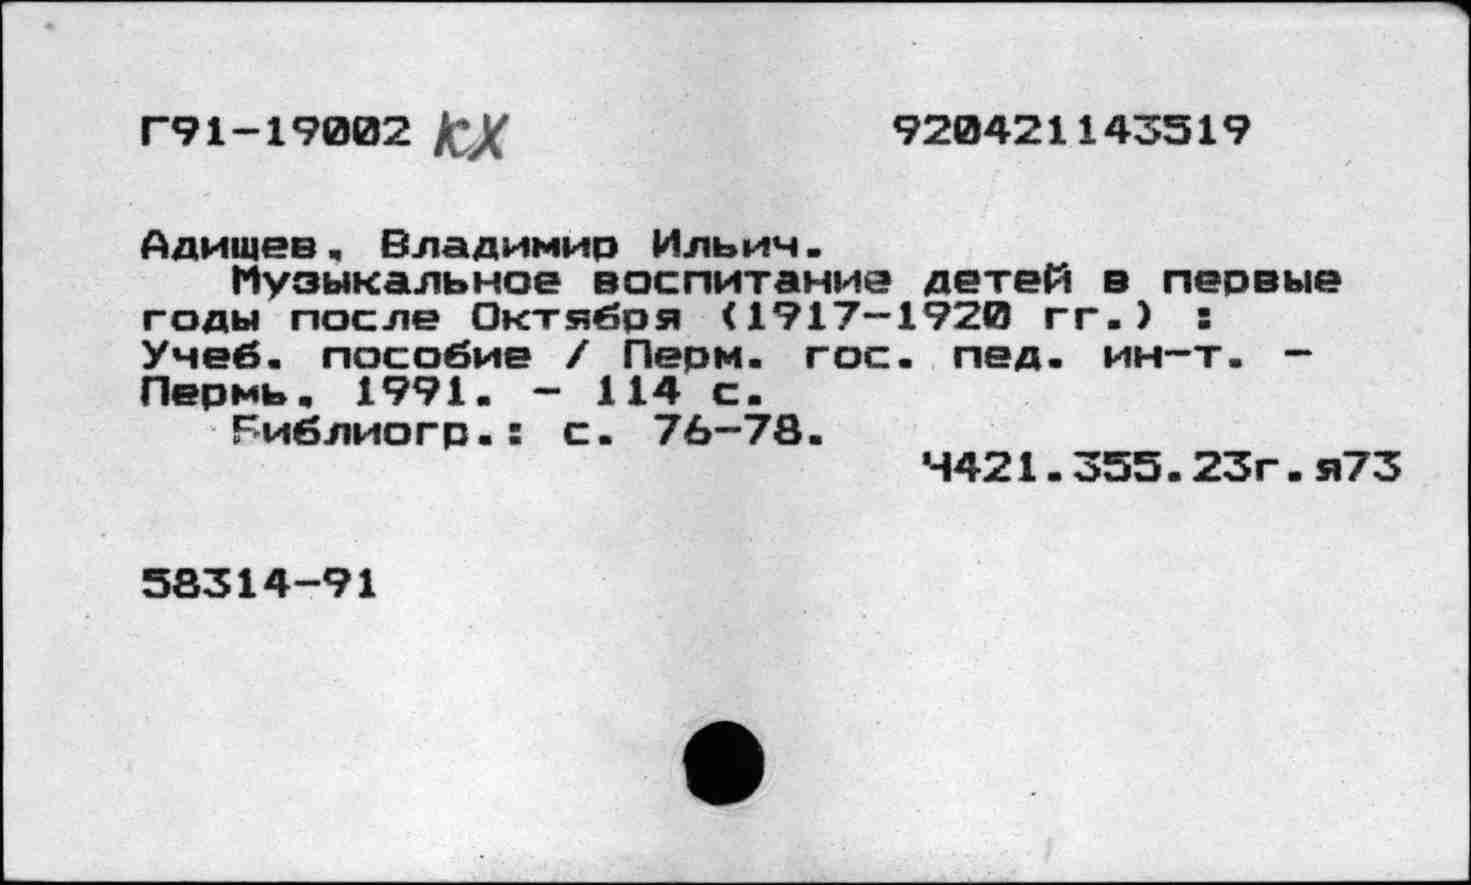 Г91-19002 кх 920421143519
Адищев, Владимир Ильич.
Музыкальное воспитание детей в первые
годы после Октября (1917-1920 гг.) :
Учеб. пособие / Перм. гос. пед. ин-т. -
Пермь, 1991. - 114 с.
Библиогр.: с. 76-78.
Ч421.355.23г.я73
58314-91